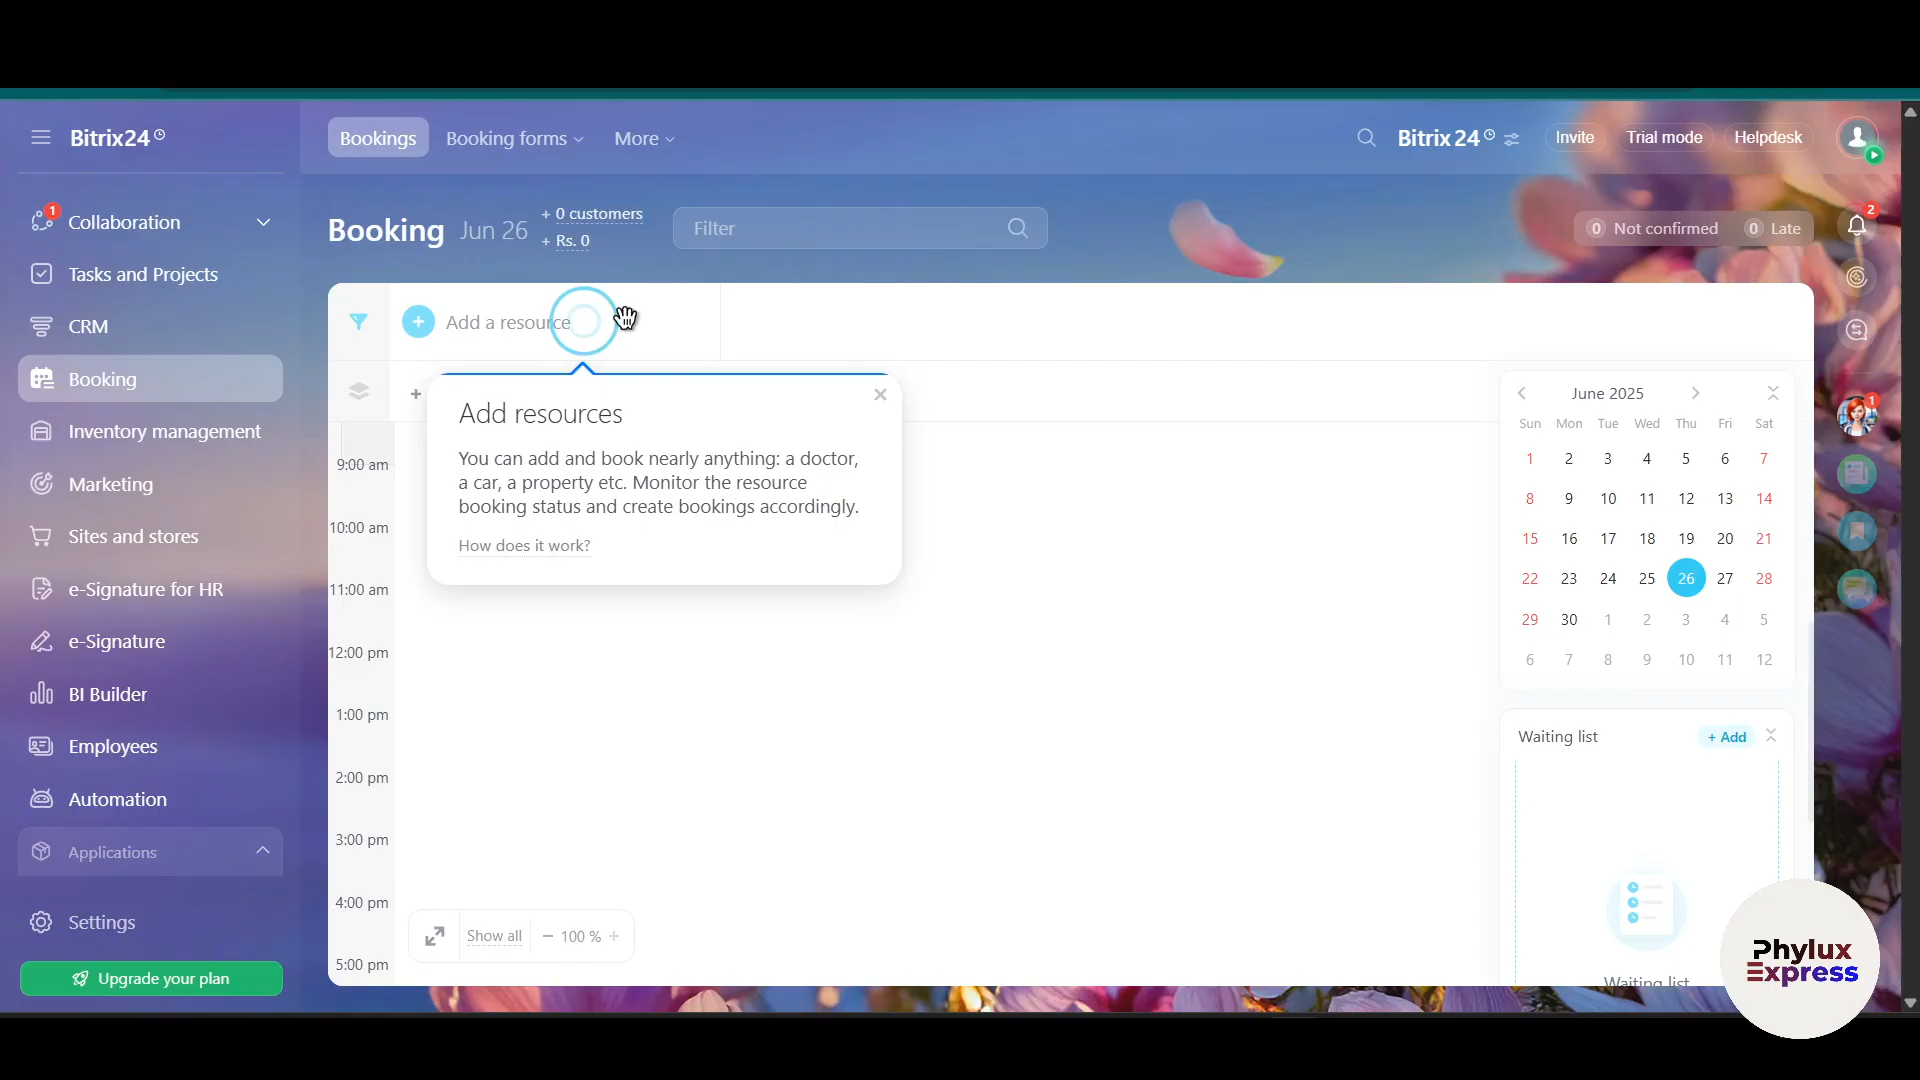 Bitrix24
Bookings
Booking forms
More
Bitrix 24
Invite
Trial mode
Helpdesk
1
Collaboration
Tasks and Projects
CRM
Booking
Inventory management
Marketing
Sites and stores
e-Signature for HR
e-Signature
BI Builder
Employees
Automation
Applications
Settings
Upgrade your plan
Booking Jun 26
+ 0 customers
+ Rs. 0
Filter
0 Not confirmed 0 Late
2
1
+ Add a resource
+
Add resources
You can add and book nearly anything: a doctor,
a car, a property etc. Monitor the resource
booking status and create bookings accordingly.
How does it work?
9:00 am
10:00 am
11:00 am
12:00 pm
1:00 pm
2:00 pm
3:00 pm
4:00 pm
5:00 pm
Show all − 100 % +
June 2025
Sun Mon Tue Wed Thu Fri Sat
1 2 3 4 5 6 7
8 9 10 11 12 13 14
15 16 17 18 19 20 21
22 23 24 25 26 27 28
29 30 1 2 3 4 5
6 7 8 9 10 11 12
Waiting list
+ Add
Waiting list
Phylux
Express